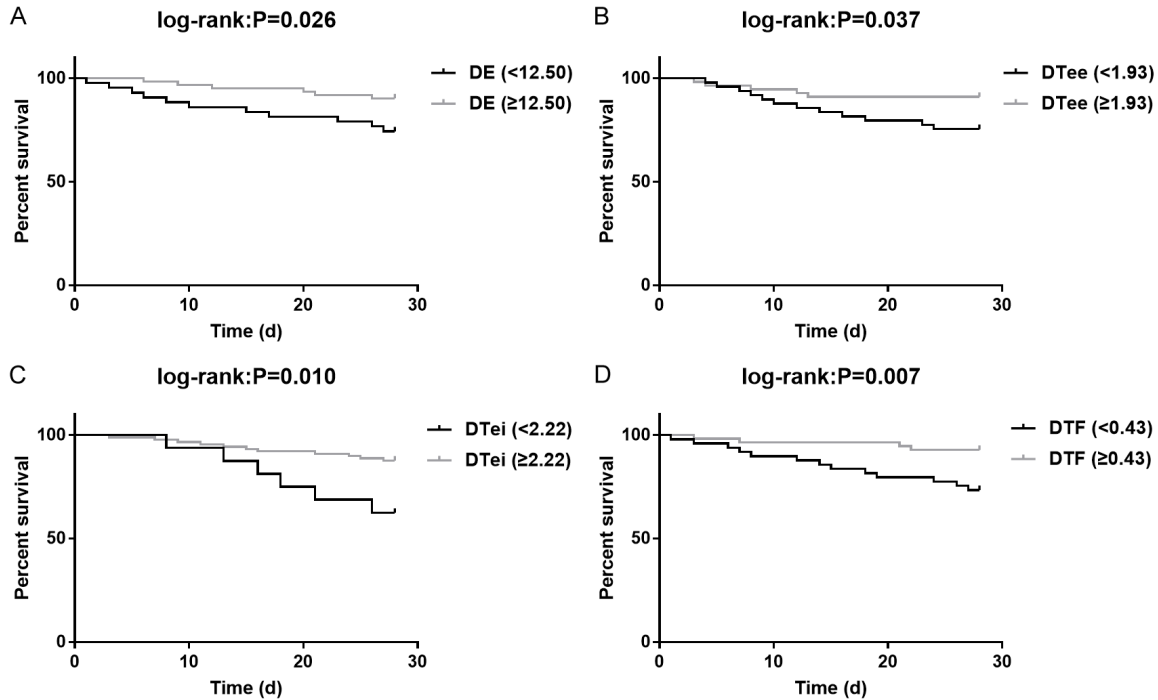 A
log-rank:P=0.026
Percent survival
100
50
0
0 10 20 30
Time (d)
DE (<12.50)
DE (≥12.50)
B
log-rank:P=0.037
Percent survival
100
50
0
0 10 20 30
Time (d)
DTee (<1.93)
DTee (≥1.93)
C
log-rank:P=0.010
Percent survival
100
50
0
0 10 20 30
Time (d)
DTei (<2.22)
DTei (≥2.22)
D
log-rank:P=0.007
Percent survival
100
50
0
0 10 20 30
Time (d)
DTF (<0.43)
DTF (≥0.43)